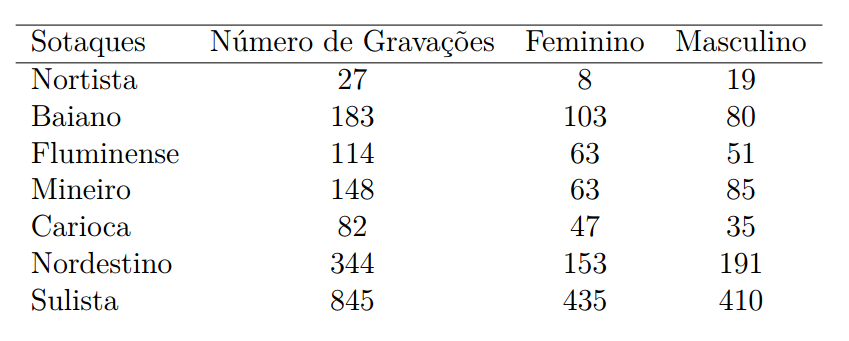 Sotaques Número de Gravações Feminino Masculino
Nortista 27 8 19
Baiano 183 103 80
Fluminense 114 63 51
Mineiro 148 63 85
Carioca 82 47 35
Nordestino 344 153 191
Sulista 845 435 410